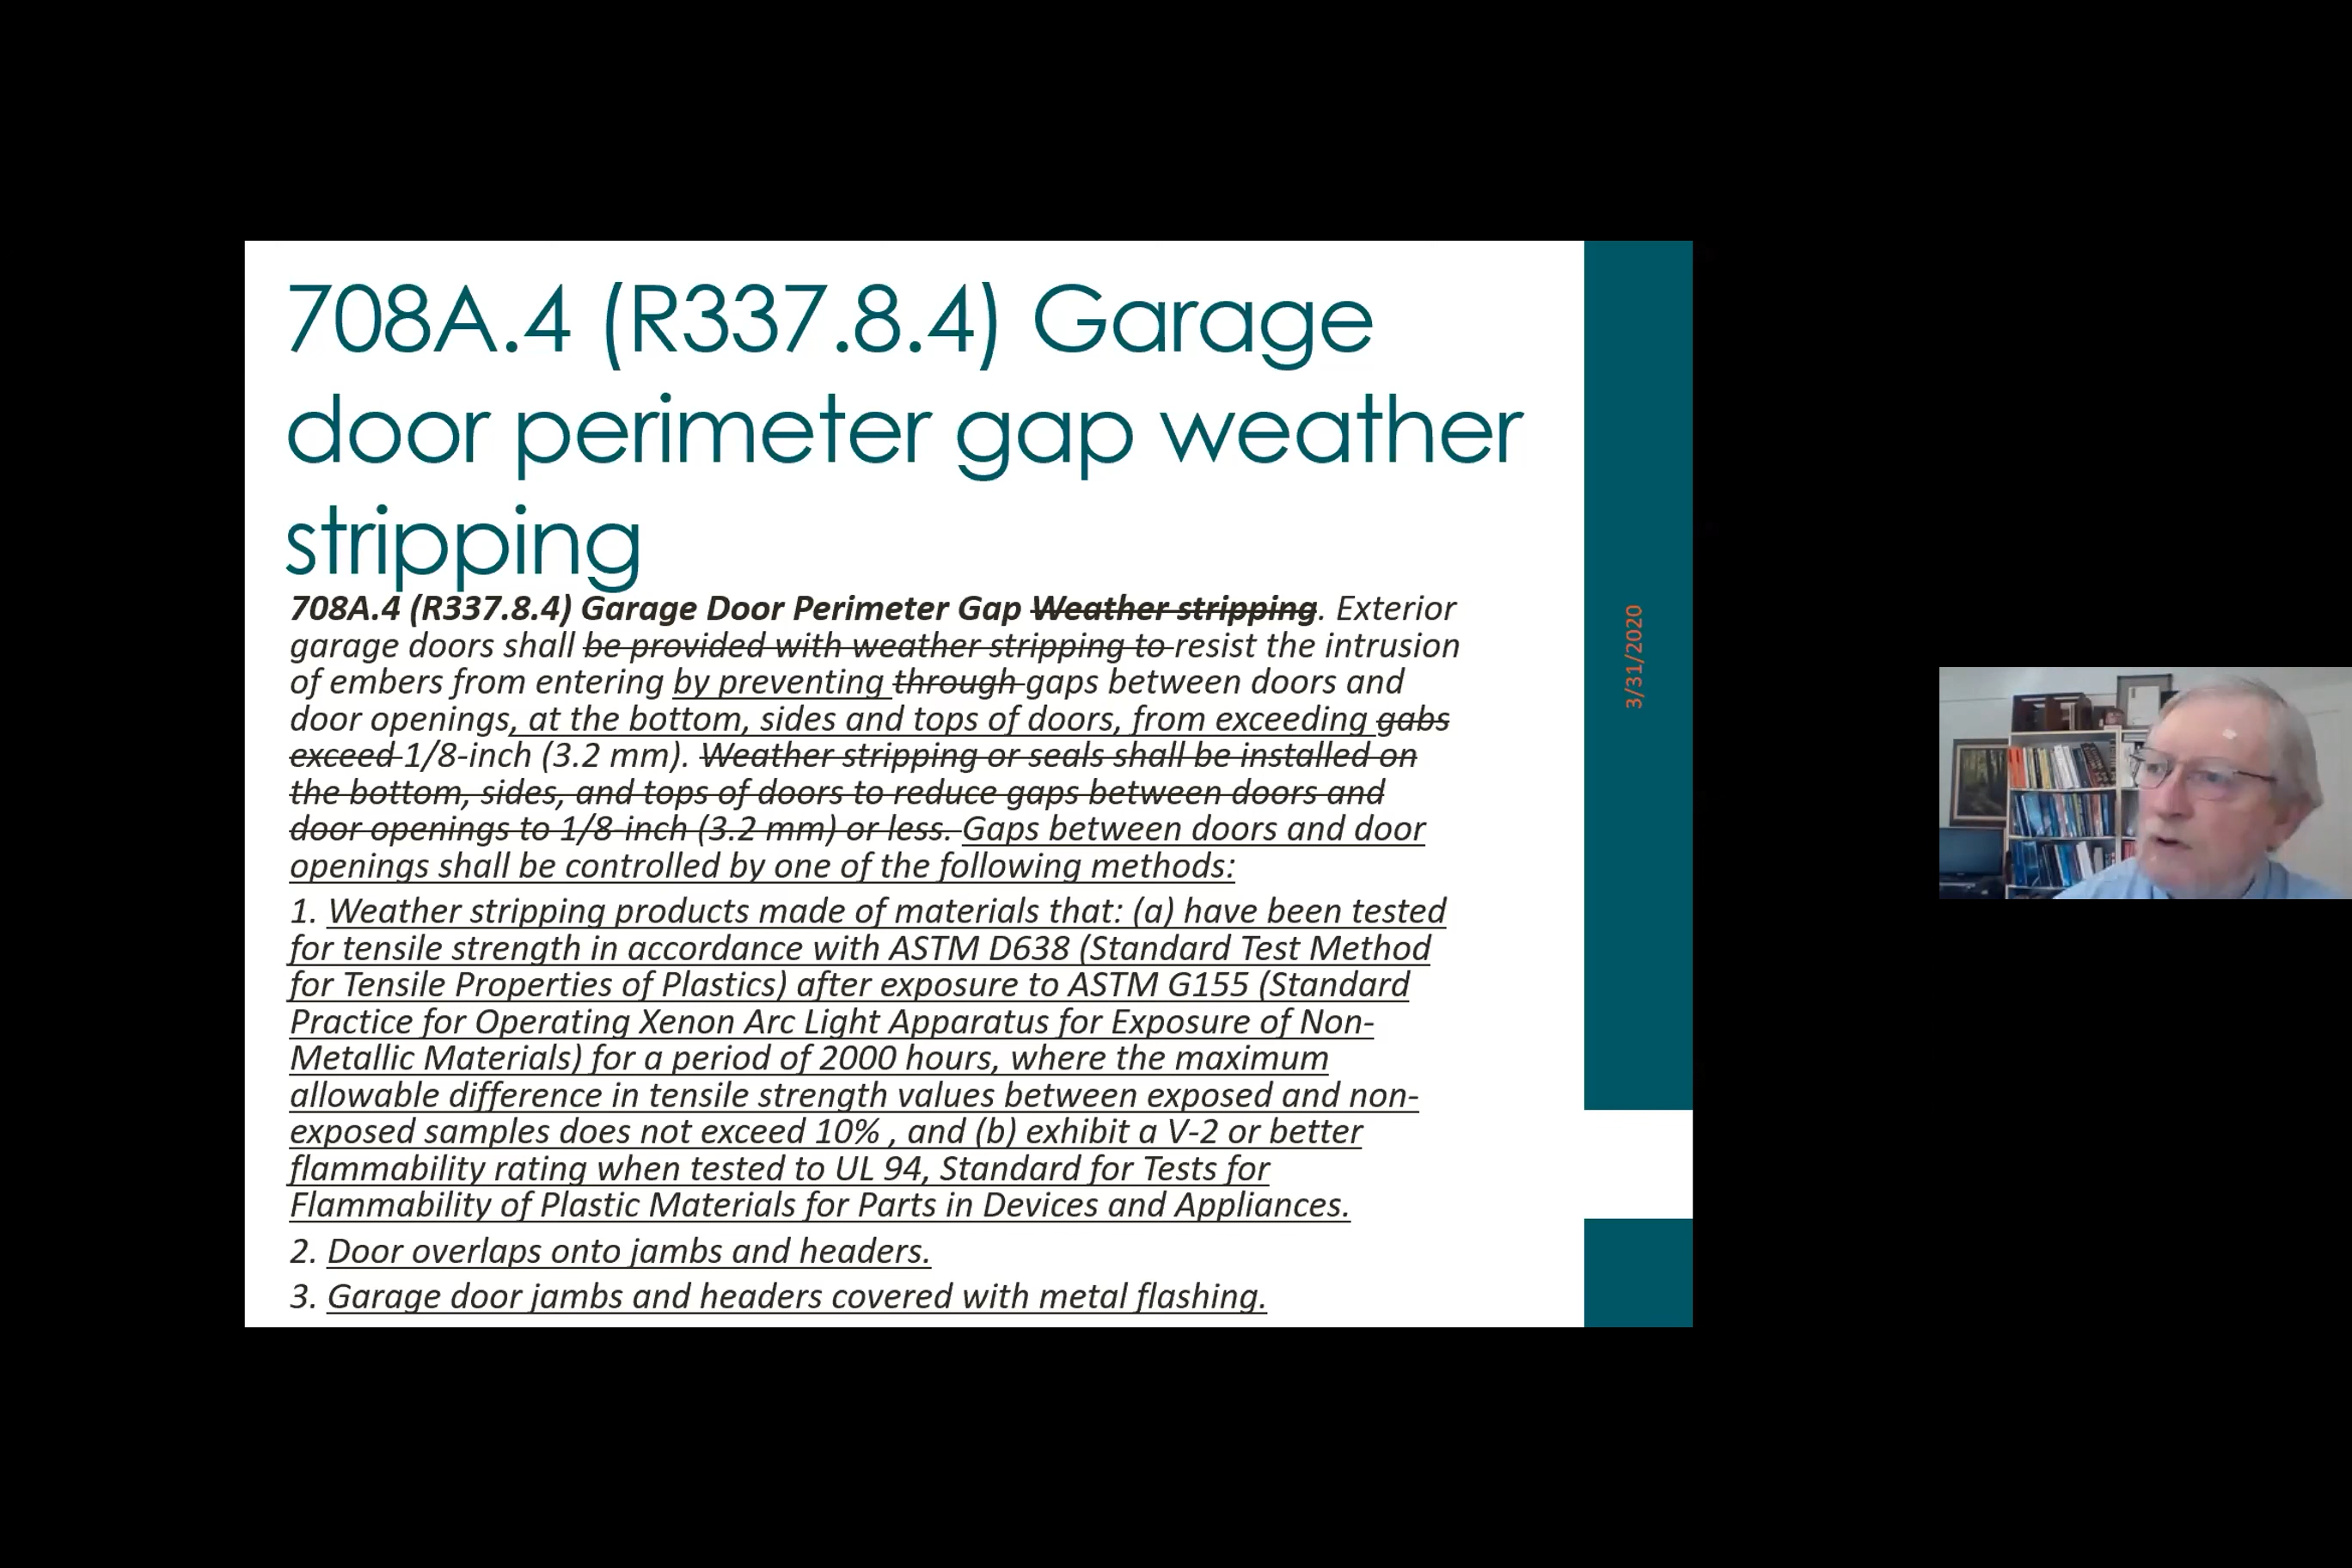 708A.4 (R337.8.4) Garage
door perimeter gap weather
stripping
708A.4 (R337.8.4) Garage Door Perimeter Gap Weather stripping. Exterior
garage doors shall be provided with weather stripping to resist the intrusion
of embers from entering by preventing through gaps between doors and
door openings, at the bottom, sides and tops of doors, from exceeding gabs
exceed 1/8-inch (3.2 mm). Weather stripping or seals shall be installed on
the bottom, sides, and tops of doors to reduce gaps between doors and
door openings to 1/8-inch (3.2 mm) or less. Gaps between doors and door
openings shall be controlled by one of the following methods:
1. Weather stripping products made of materials that: (a) have been tested
for tensile strength in accordance with ASTM D638 (Standard Test Method
for Tensile Properties of Plastics) after exposure to ASTM G155 (Standard
Practice for Operating Xenon Arc Light Apparatus for Exposure of Non-
Metallic Materials) for a period of 2000 hours, where the maximum
allowable difference in tensile strength values between exposed and non-
exposed samples does not exceed 10% , and (b) exhibit a V-2 or better
flammability rating when tested to UL 94, Standard for Tests for
Flammability of Plastic Materials for Parts in Devices and Appliances.
2. Door overlaps onto jambs and headers.
3. Garage door jambs and headers covered with metal flashing.
3/31/2020